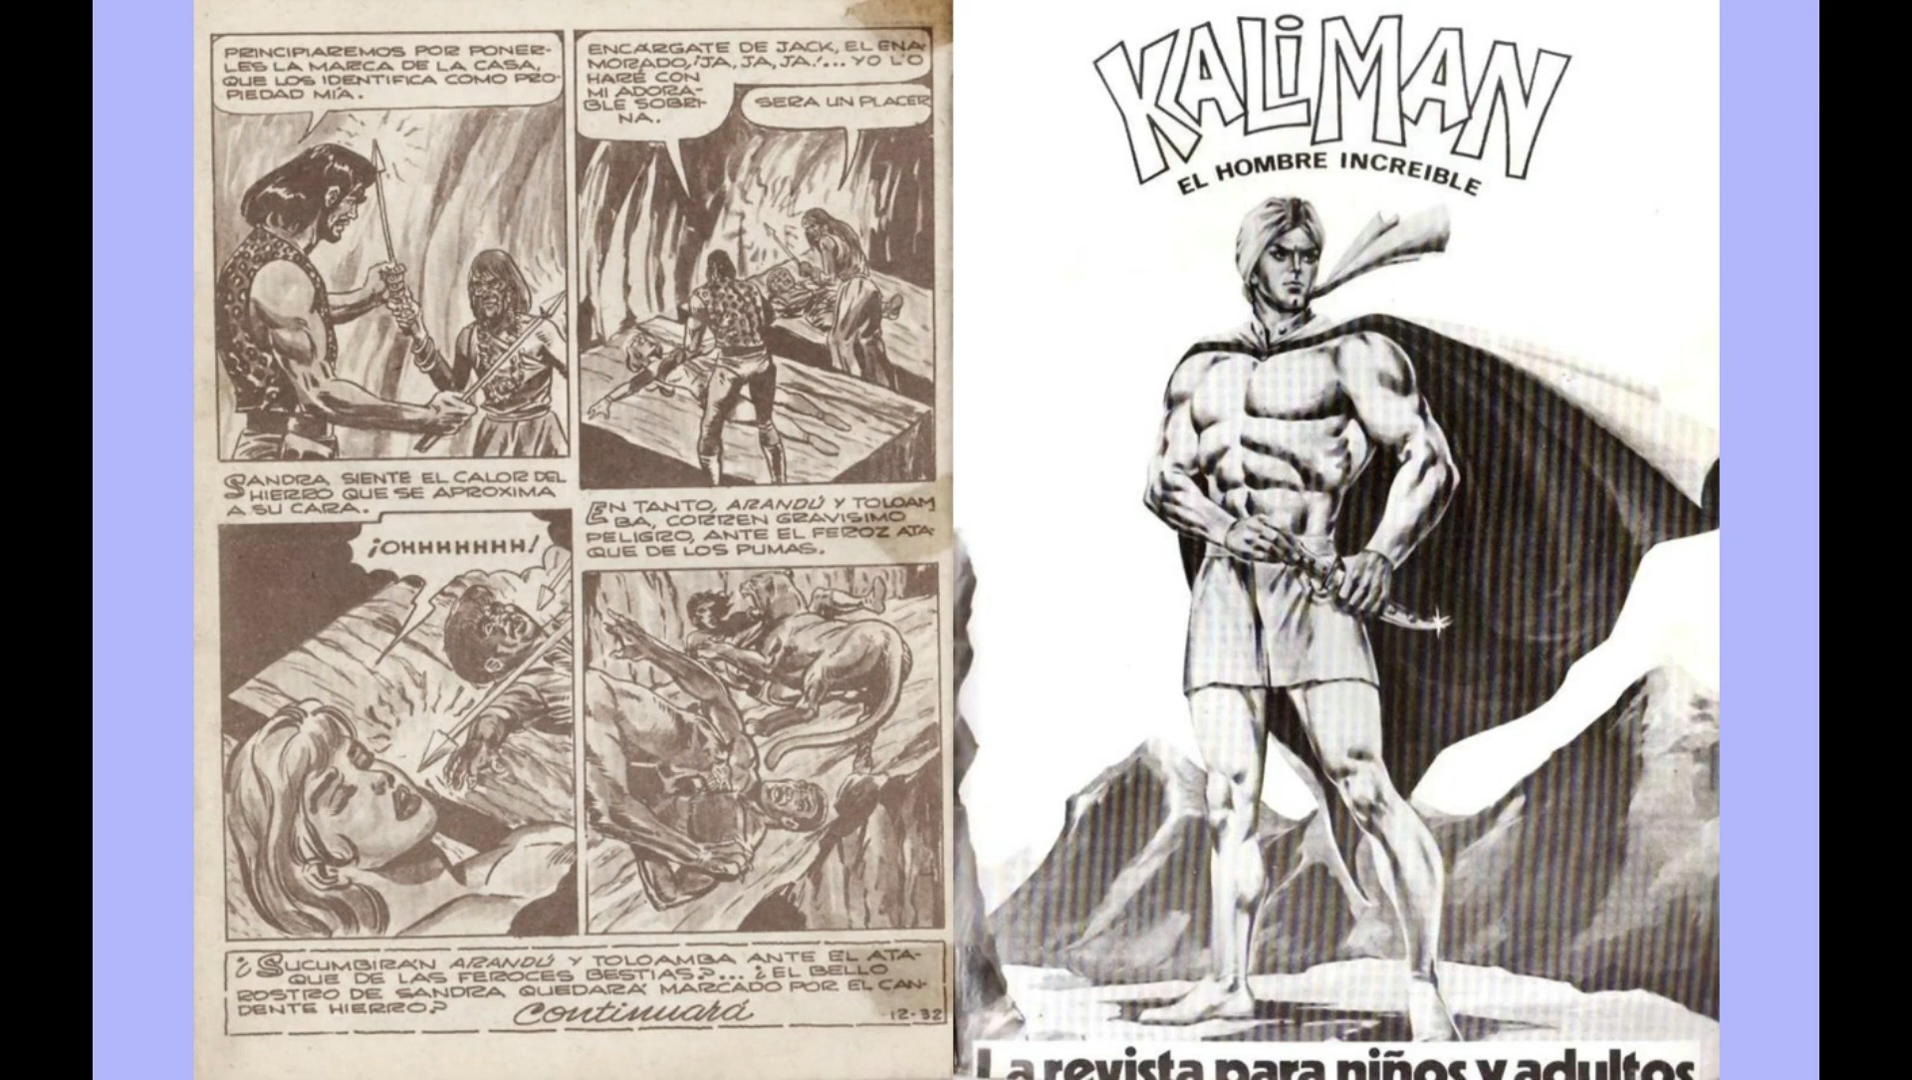 PRINCIPIAREMOS POR PONER-
LES LA MARCA DE LA CASA,
QUE LOS IDENTIFICA COMO PRO-
PIEDAD MÍA.
ENCÁRGATE DE JACK, EL ENA-
MORADO, ¡JA, JA, JA!... YO LO
HARÉ CON
MI ADORA-
BLE SOBRI-
NA.
SERA UN PLACER
SANDRA, SIENTE EL CALOR DEL
HIERRO QUE SE APROXIMA
A SU CARA.
¡OHHHHHHH!
EN TANTO, ARANDÚ Y TOLOAM
BA, CORREN GRAVISIMO
PELIGRO, ANTE EL FEROZ ATA-
QUE DE LOS PUMAS.
¿SUCUMBIRÁN ARANDÚ Y TOLOAMBA ANTE EL ATA-
QUE DE LAS FEROCES BESTIAS?... ¿EL BELLO
ROSTRO DE SANDRA QUEDARÁ MARCADO POR EL CAN-
DENTE HIERRO?
Continuará
12-32
KALiMAN
EL HOMBRE INCREIBLE
La revista para niños y adultos